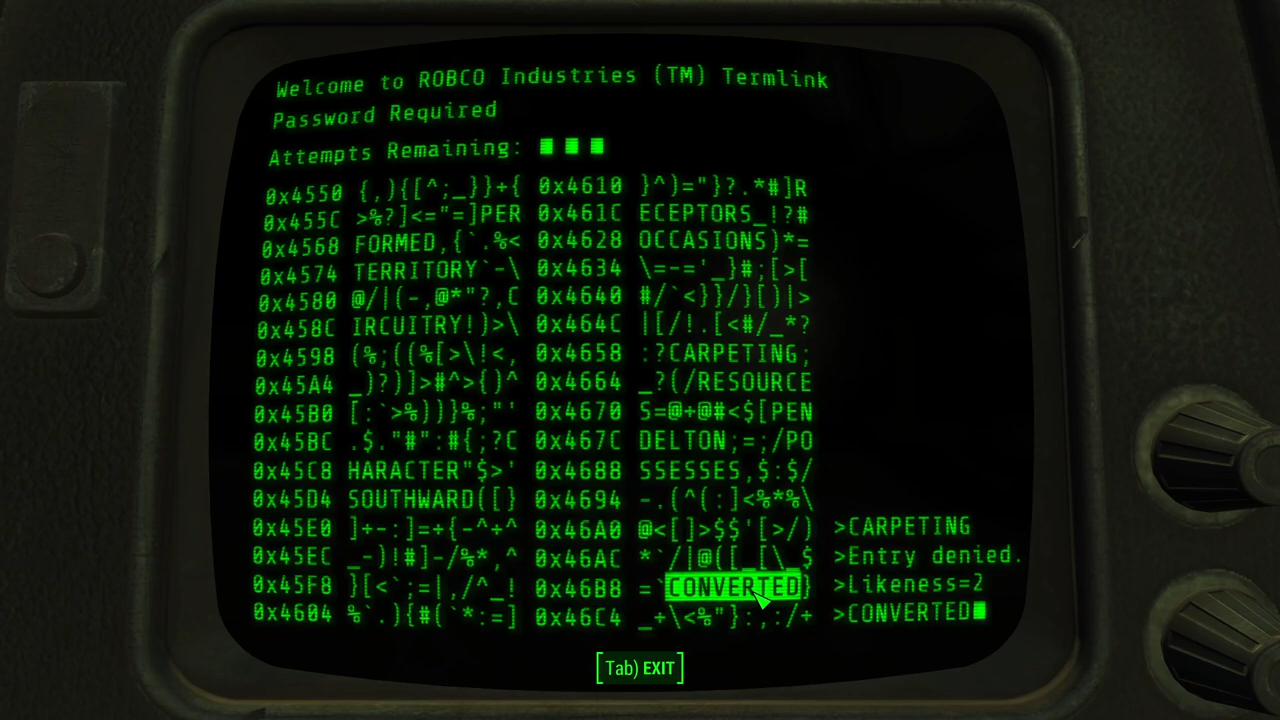 Welcome to ROBCO Industries (TM) Termlink
Password Required
Attempts Remaining:
0x4550 {,){[^;_}}+{ 0x4610 }^)="}?.*#]R
0x455C >%?]<="=]PER 0x461C ECEPTORS_!?#
0x4568 FORMED,{`.%< 0x4628 OCCASIONS)*=
0x4574 TERRITORY`-\ 0x4634 \=-='_}#;[>[
0x4580 @/|(-,@*"?,C 0x4640 #/`<}}/}[)|>
0x458C IRCUITRY!)>\ 0x464C |[/!.[<#/_*?
0x4598 (%;((%[>\!<, 0x4658 :?CARPETING;
0x45A4 _)?)]>#^>{)^ 0x4664 _?(/RESOURCE
0x45B0 [:`>%))}%;"' 0x4670 S=@+@#<$[PEN
0x45BC .$."#":#{;?C 0x467C DELTON;=;/PO
0x45C8 HARACTER"$>' 0x4688 SSESSES,$:$/
0x45D4 SOUTHWARD([} 0x4694 -.(^(:]<%*%\
0x45E0 ]+-:]=+{-^+^ 0x46A0 @<[]>$$'[>/) >CARPETING
0x45EC _-)!#]-/%*,^ 0x46AC *`/|@([_[\_$ >Entry denied.
0x45F8 }[<`;=|,/^_! 0x46B8 =`CONVERTED} >Likeness=2
0x4604 %`.){#(`*:=] 0x46C4 _+\<%"}:,:/+ >CONVERTED
[Tab) EXIT]